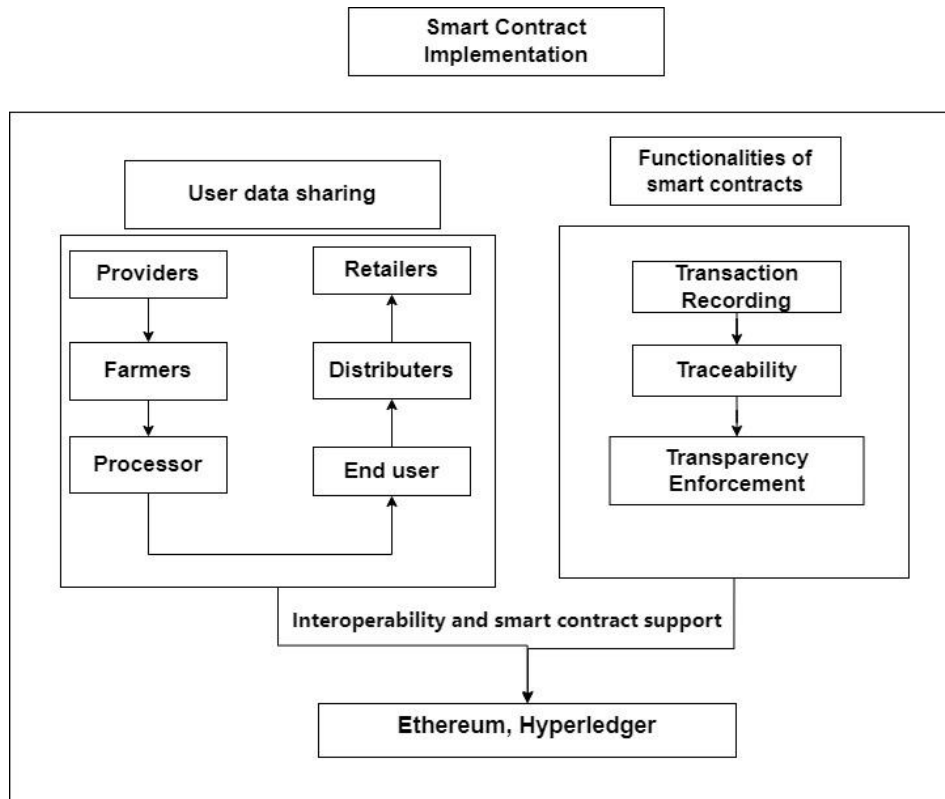 Smart Contract
Implementation
User data sharing
Functionalities of
smart contracts
Providers
Farmers
Processor
Retailers
Distributers
End user
Transaction
Recording
Traceability
Transparency
Enforcement
Interoperability and smart contract support
Ethereum, Hyperledger